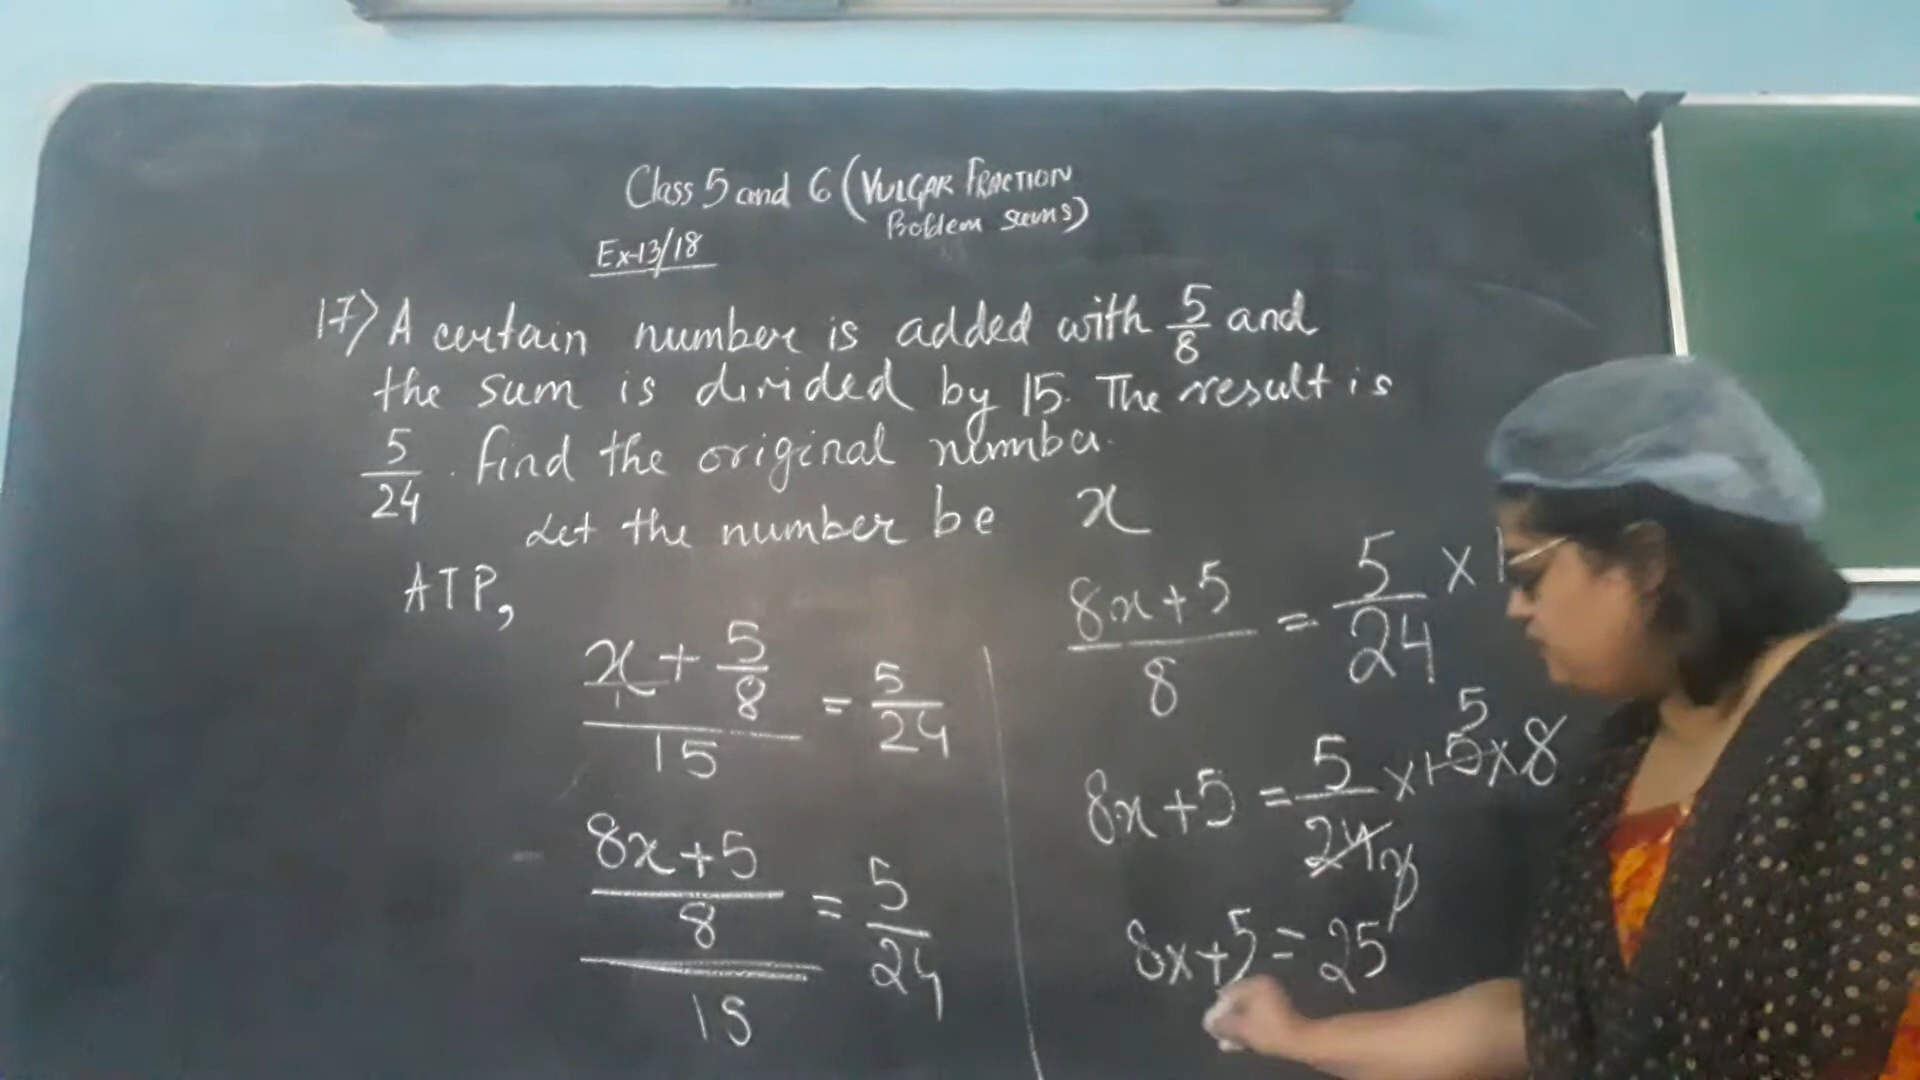 Class 5 and 6 (VULGAR FRACTION
Problem sums)
Ex-13/18
17) A certain number is added with 5/8 and
the sum is divided by 15. The result is
5/24. Find the original number.
Let the number be x
ATP,
x/1 + 5/8
15
= 5/24
8x+5
8
15
= 5/24
8x+5/8 = 5/24 ×
8x+5 = 5/24 × 15 × 8
5
8x+5 = 25